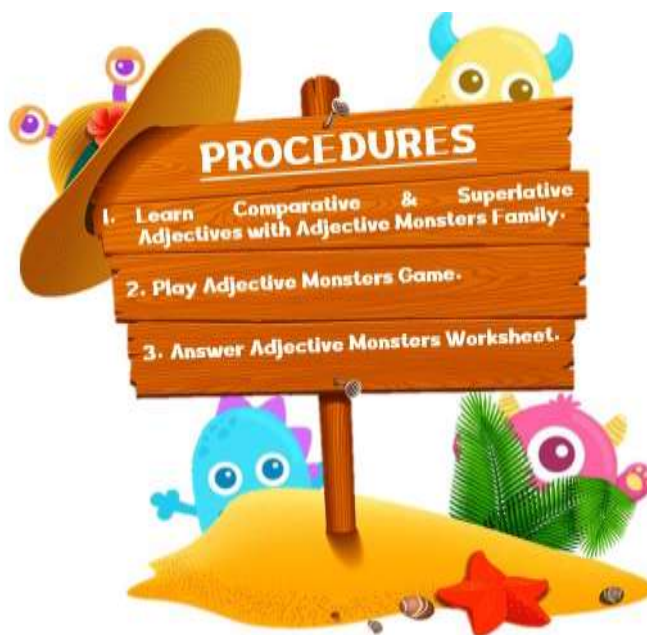 PROCEDURES
1. Learn Comparative & Superlative
Adjectives with Adjective Monsters Family.
2. Play Adjective Monsters Game.
3. Answer Adjective Monsters Worksheet.